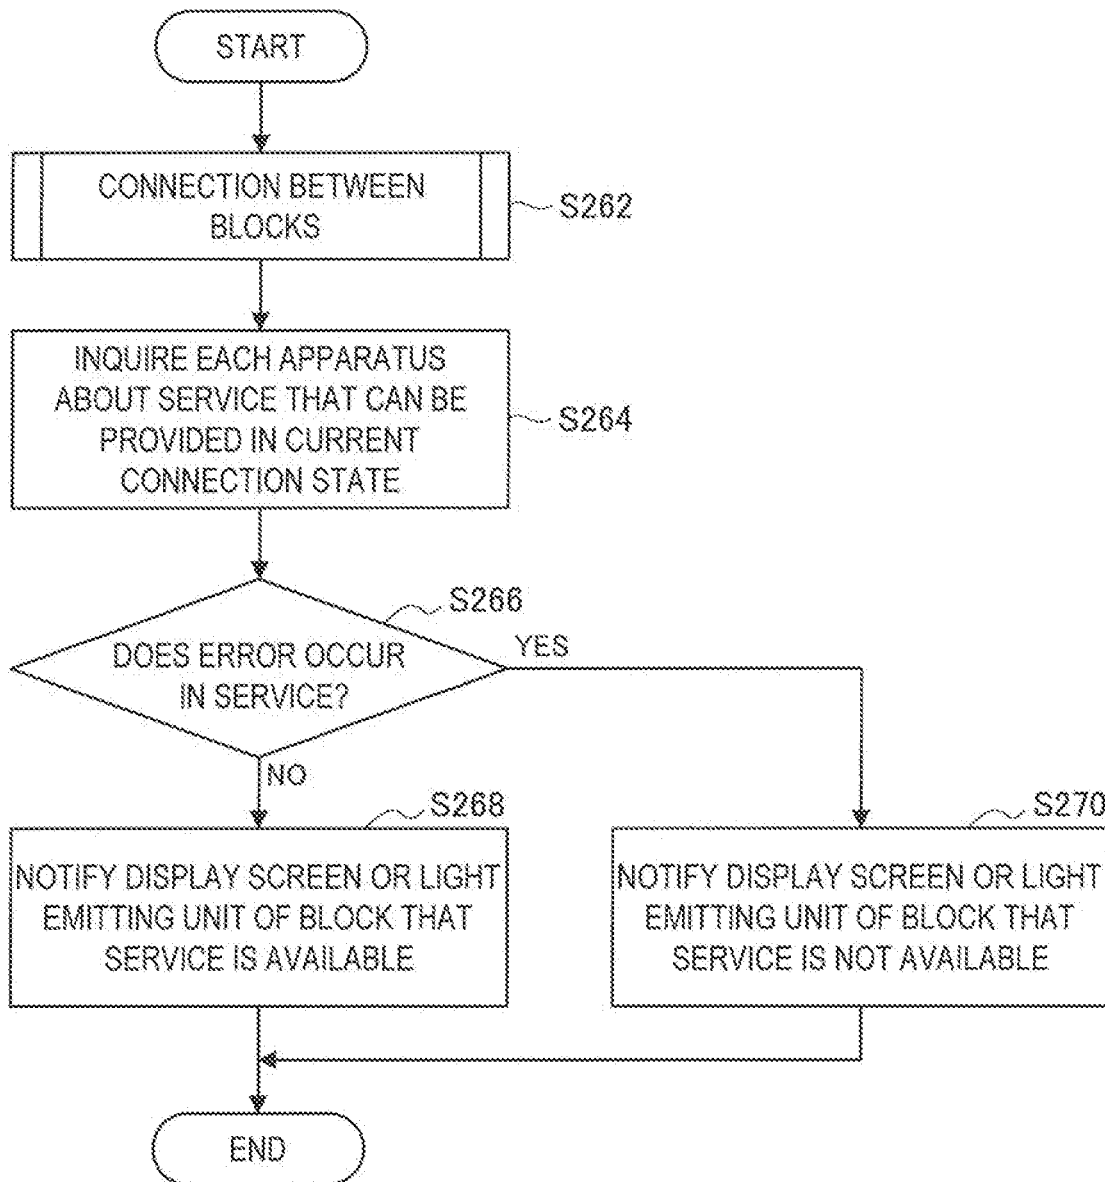 START
CONNECTION BETWEEN
BLOCKS
S262
INQUIRE EACH APPARATUS
ABOUT SERVICE THAT CAN BE
PROVIDED IN CURRENT
CONNECTION STATE
S264
S266
DOES ERROR OCCUR
IN SERVICE?
YES
NO
S268
NOTIFY DISPLAY SCREEN OR LIGHT
EMITTING UNIT OF BLOCK THAT
SERVICE IS AVAILABLE
S270
NOTIFY DISPLAY SCREEN OR LIGHT
EMITTING UNIT OF BLOCK THAT
SERVICE IS NOT AVAILABLE
END